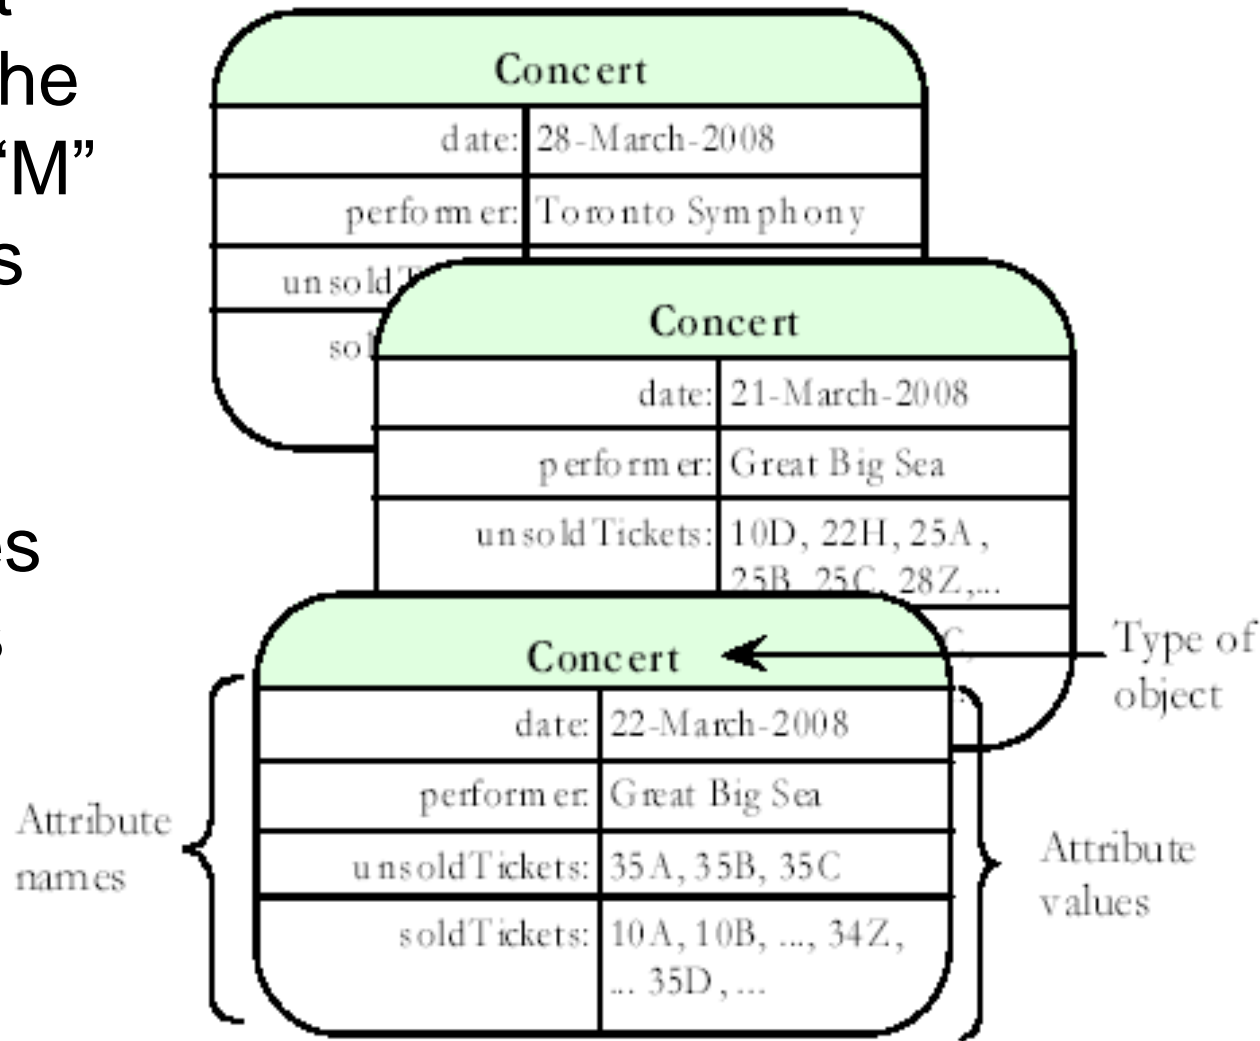 he
“M”
s
es
s
Concert
date: 28-March-2008
performer: Toronto Symphony
Concert
date: 21-March-2008
performer: Great Big Sea
unsoldTickets: 10D, 22H, 25A,
25B, 25C, 28Z,...
Concert
date: 22-March-2008
performer: Great Big Sea
unsoldTickets: 35A, 35B, 35C
soldTickets: 10A, 10B, ..., 34Z,
... 35D, ...
Type of
object
Attribute
names
Attribute
values